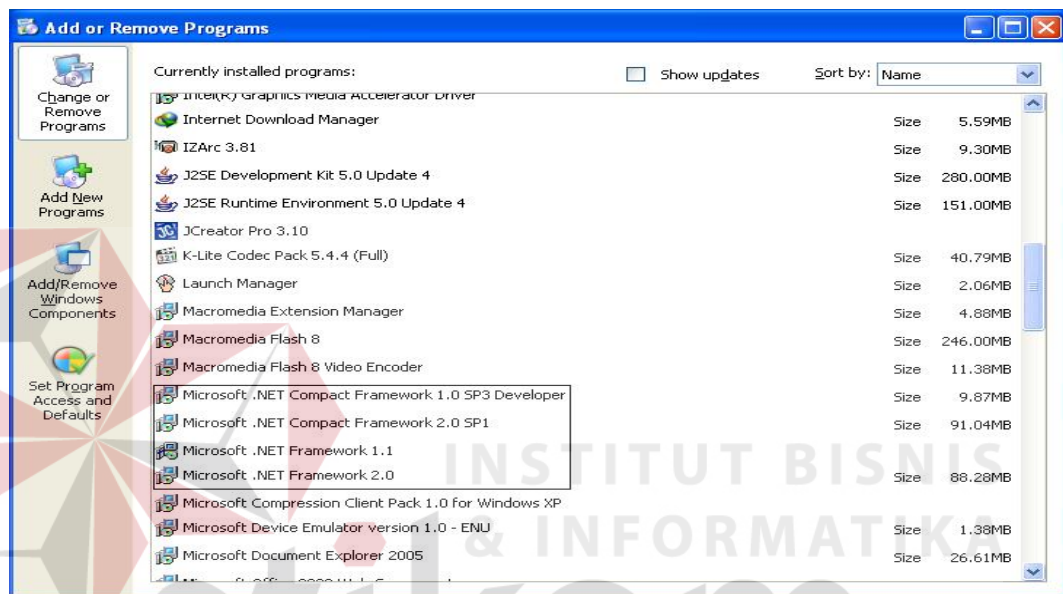 Add or Remove Programs
Change or
Remove
Programs
Add New
Programs
Add/Remove
Windows
Components
Set Program
Access and
Defaults
Currently installed programs:
Show updates
Sort by: Name
Intel(R) Graphics Media Accelerator Driver
Internet Download Manager Size 5.59MB
IZArc 3.81 Size 9.30MB
J2SE Development Kit 5.0 Update 4 Size 280.00MB
J2SE Runtime Environment 5.0 Update 4 Size 151.00MB
JCreator Pro 3.10
K-Lite Codec Pack 5.4.4 (Full) Size 40.79MB
Launch Manager Size 2.06MB
Macromedia Extension Manager Size 4.88MB
Macromedia Flash 8 Size 246.00MB
Macromedia Flash 8 Video Encoder Size 11.38MB
Microsoft .NET Compact Framework 1.0 SP3 Developer Size 9.87MB
Microsoft .NET Compact Framework 2.0 SP1 Size 91.04MB
Microsoft .NET Framework 1.1
Microsoft .NET Framework 2.0 Size 88.28MB
Microsoft Compression Client Pack 1.0 for Windows XP
Microsoft Device Emulator version 1.0 - ENU Size 1.38MB
Microsoft Document Explorer 2005 Size 26.61MB
INSTITUT BISNIS
& INFORMATIKA